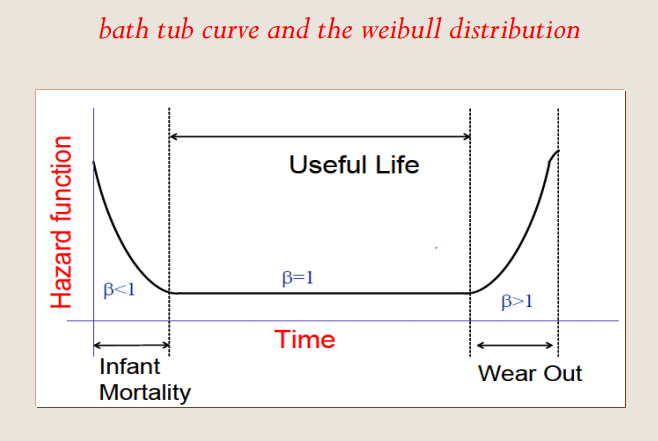 bath tub curve and the weibull distribution
Hazard function
Useful Life
β<1
β=1
β>1
Time
Infant
Mortality
Wear Out